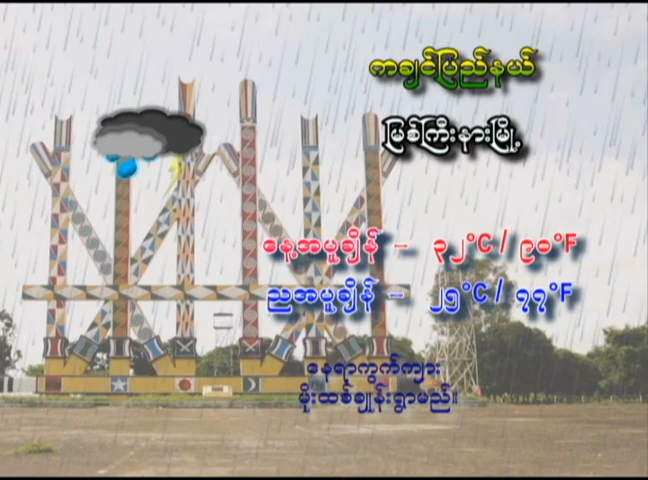 ကချင်ပြည်နယ်
မြစ်ကြီးနားမြို့
နေ့အပူချိန် - ၃၂°C / ၉၀°F
ညအပူချိန် - ၂၅°C / ၇၇°F
နေရာကွက်ကျား
မိုးထစ်ချုန်းရွာမည်။